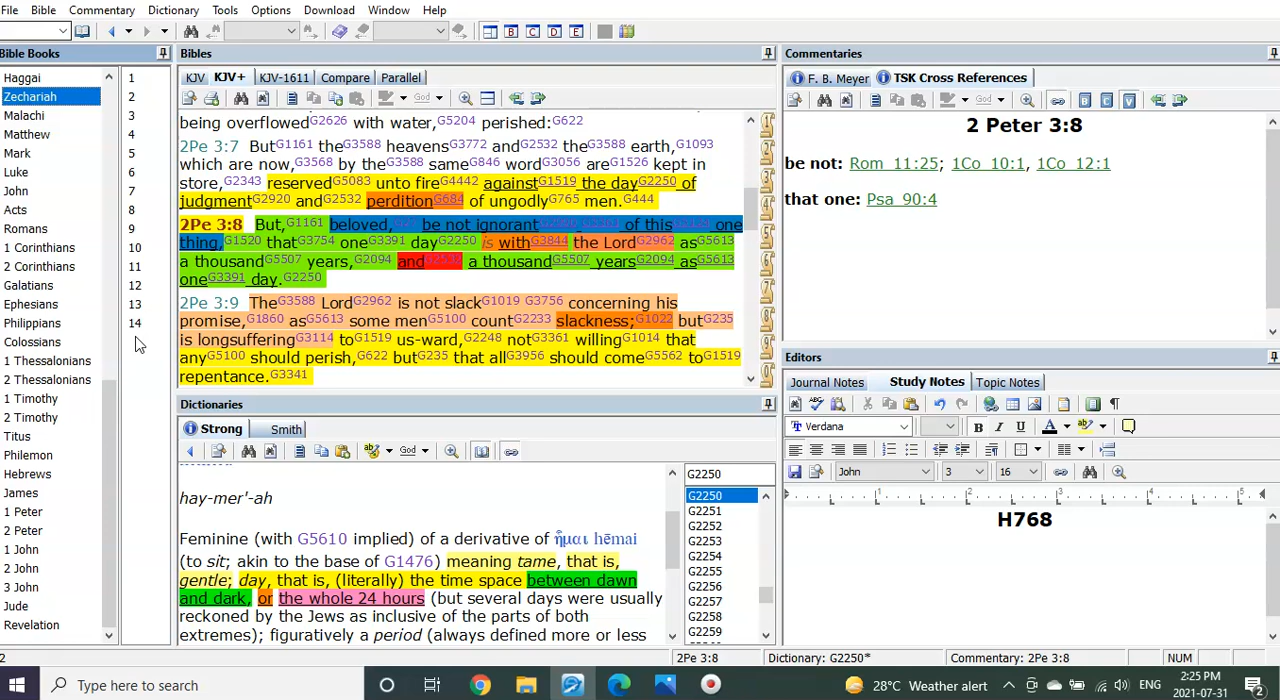 File Bible Commentary Dictionary Tools Options Download Window Help
Bible Books
Haggai
Zechariah
Malachi
Matthew
Mark
Luke
John
Acts
Romans
1 Corinthians
2 Corinthians
Galatians
Ephesians
Philippians
Colossians
1 Thessalonians
2 Thessalonians
1 Timothy
2 Timothy
Titus
Philemon
Hebrews
James
1 Peter
2 Peter
1 John
2 John
3 John
Jude
Revelation
1
2
3
4
5
6
7
8
9
10
11
12
13
14
Bibles
KJV KJV+ KJV-1611 Compare Parallel
being overflowedG2626 with water,G5204 perished:G622
2Pe 3:7 ButG1161 theG3588 heavensG3772 andG2532 theG3588 earth,G1093
which are now,G3568 by theG3588 sameG846 wordG3056 areG1526 kept in
store,G2343 reservedG5083 unto fireG4442 againstG1519 the dayG2250 of
judgmentG2920 andG2532 perditionG684 of ungodlyG765 men.G444
2Pe 3:8 But,G1161 beloved, be not ignorant of this one
thing,G1520 thatG3754 oneG3391 dayG2250 is withG3844 the LordG2962 asG5613
a thousandG5507 years,G2094 andG2532 a thousandG5507 yearsG2094 asG5613
oneG3391 day.G2250
2Pe 3:9 TheG3588 LordG2962 is not slackG1019 G3756 concerning his
promise,G1860 asG5613 some menG5100 countG2233 slackness;G1022 butG235
is longsufferingG3114 toG1519 us-ward,G2248 notG3361 willingG1014 that
anyG5100 should perish,G622 butG235 that allG3956 should comeG5562 toG1519
repentance.G3341
Dictionaries
Strong Smith
God
hay-mer'-ah
Feminine (with G5610 implied) of a derivative of ἧμαι hēmai
(to sit; akin to the base of G1476) meaning tame, that is,
gentle; day, that is, (literally) the time space between dawn
and dark, or the whole 24 hours (but several days were usually
reckoned by the Jews as inclusive of the parts of both
extremes); figuratively a period (always defined more or less
G2250
G2250
G2251
G2252
G2253
G2254
G2255
G2256
G2257
G2258
G2259
Commentaries
F. B. Meyer TSK Cross References
2 Peter 3:8
be not: Rom_11:25; 1Co_10:1, 1Co_12:1
that one: Psa_90:4
Editors
Journal Notes Study Notes Topic Notes
Verdana B I U A
John 3 16
1 2 3 4 5
H768
2 2Pe 3:8 Dictionary: G2250* Commentary: 2Pe 3:8 NUM
Type here to search
28°C Weather alert ENG 2:25 PM
2021-07-31 2